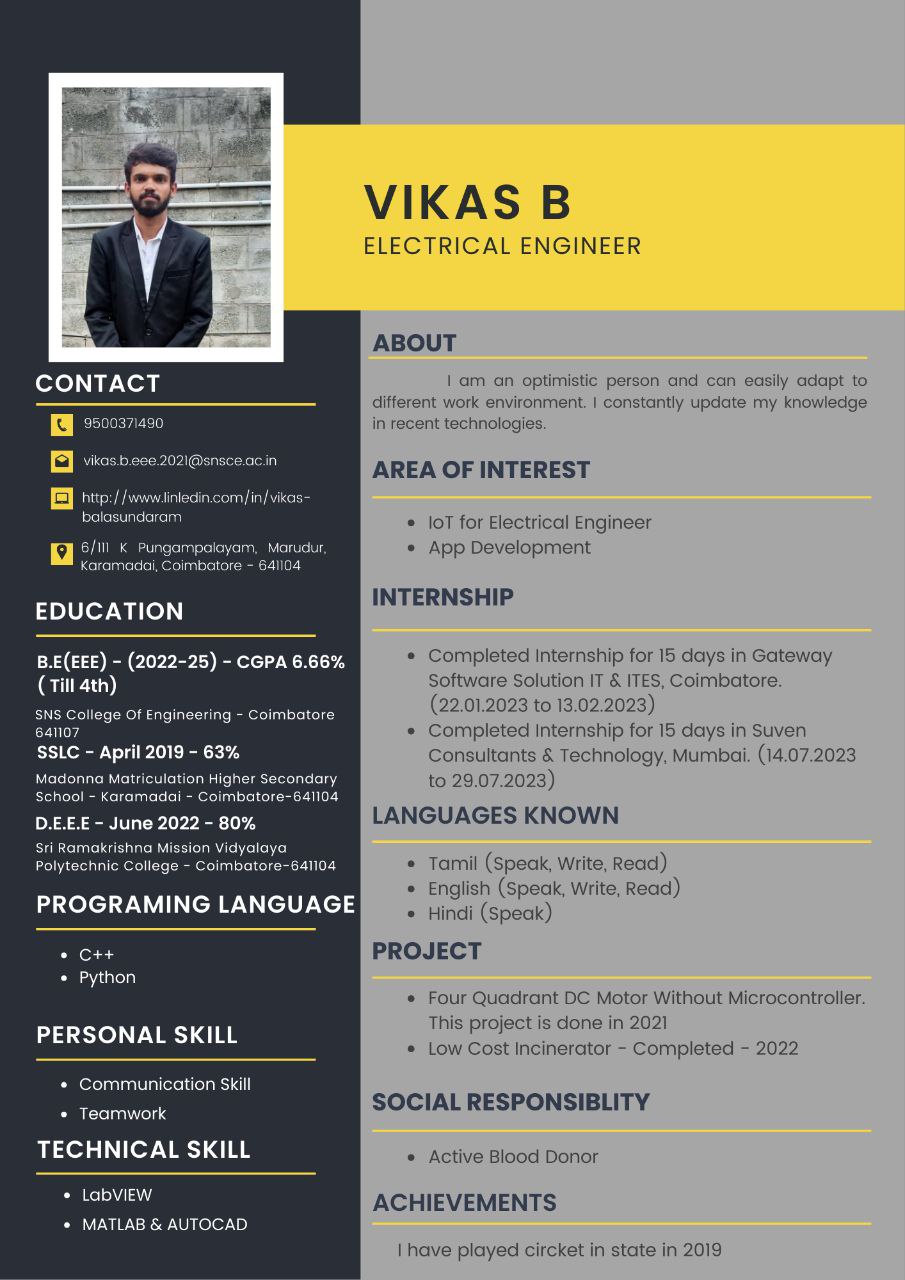 VIKAS B
ELECTRICAL ENGINEER
CONTACT
9500371490
vikas.b.eee.2021@snsce.ac.in
http://www.linledin.com/in/vikas-
balasundaram
6/111 K Pungampalayam, Marudur,
Karamadai, Coimbatore - 641104
EDUCATION
B.E(EEE) - (2022-25) - CGPA 6.66%
( Till 4th)
SNS College Of Engineering - Coimbatore
641107
SSLC - April 2019 - 63%
Madonna Matriculation Higher Secondary
School - Karamadai - Coimbatore-641104
D.E.E.E - June 2022 - 80%
Sri Ramakrishna Mission Vidyalaya
Polytechnic College - Coimbatore-641104
PROGRAMING LANGUAGE
• C++
• Python
PERSONAL SKILL
• Communication Skill
• Teamwork
TECHNICAL SKILL
• LabVIEW
• MATLAB & AUTOCAD
ABOUT
I am an optimistic person and can easily adapt to
different work environment. I constantly update my knowledge
in recent technologies.
AREA OF INTEREST
• IoT for Electrical Engineer
• App Development
INTERNSHIP
• Completed Internship for 15 days in Gateway
Software Solution IT & ITES, Coimbatore.
(22.01.2023 to 13.02.2023)
• Completed Internship for 15 days in Suven
Consultants & Technology, Mumbai. (14.07.2023
to 29.07.2023)
LANGUAGES KNOWN
• Tamil (Speak, Write, Read)
• English (Speak, Write, Read)
• Hindi (Speak)
PROJECT
• Four Quadrant DC Motor Without Microcontroller.
This project is done in 2021
• Low Cost Incinerator - Completed - 2022
SOCIAL RESPONSIBLITY
• Active Blood Donor
ACHIEVEMENTS
I have played circket in state in 2019